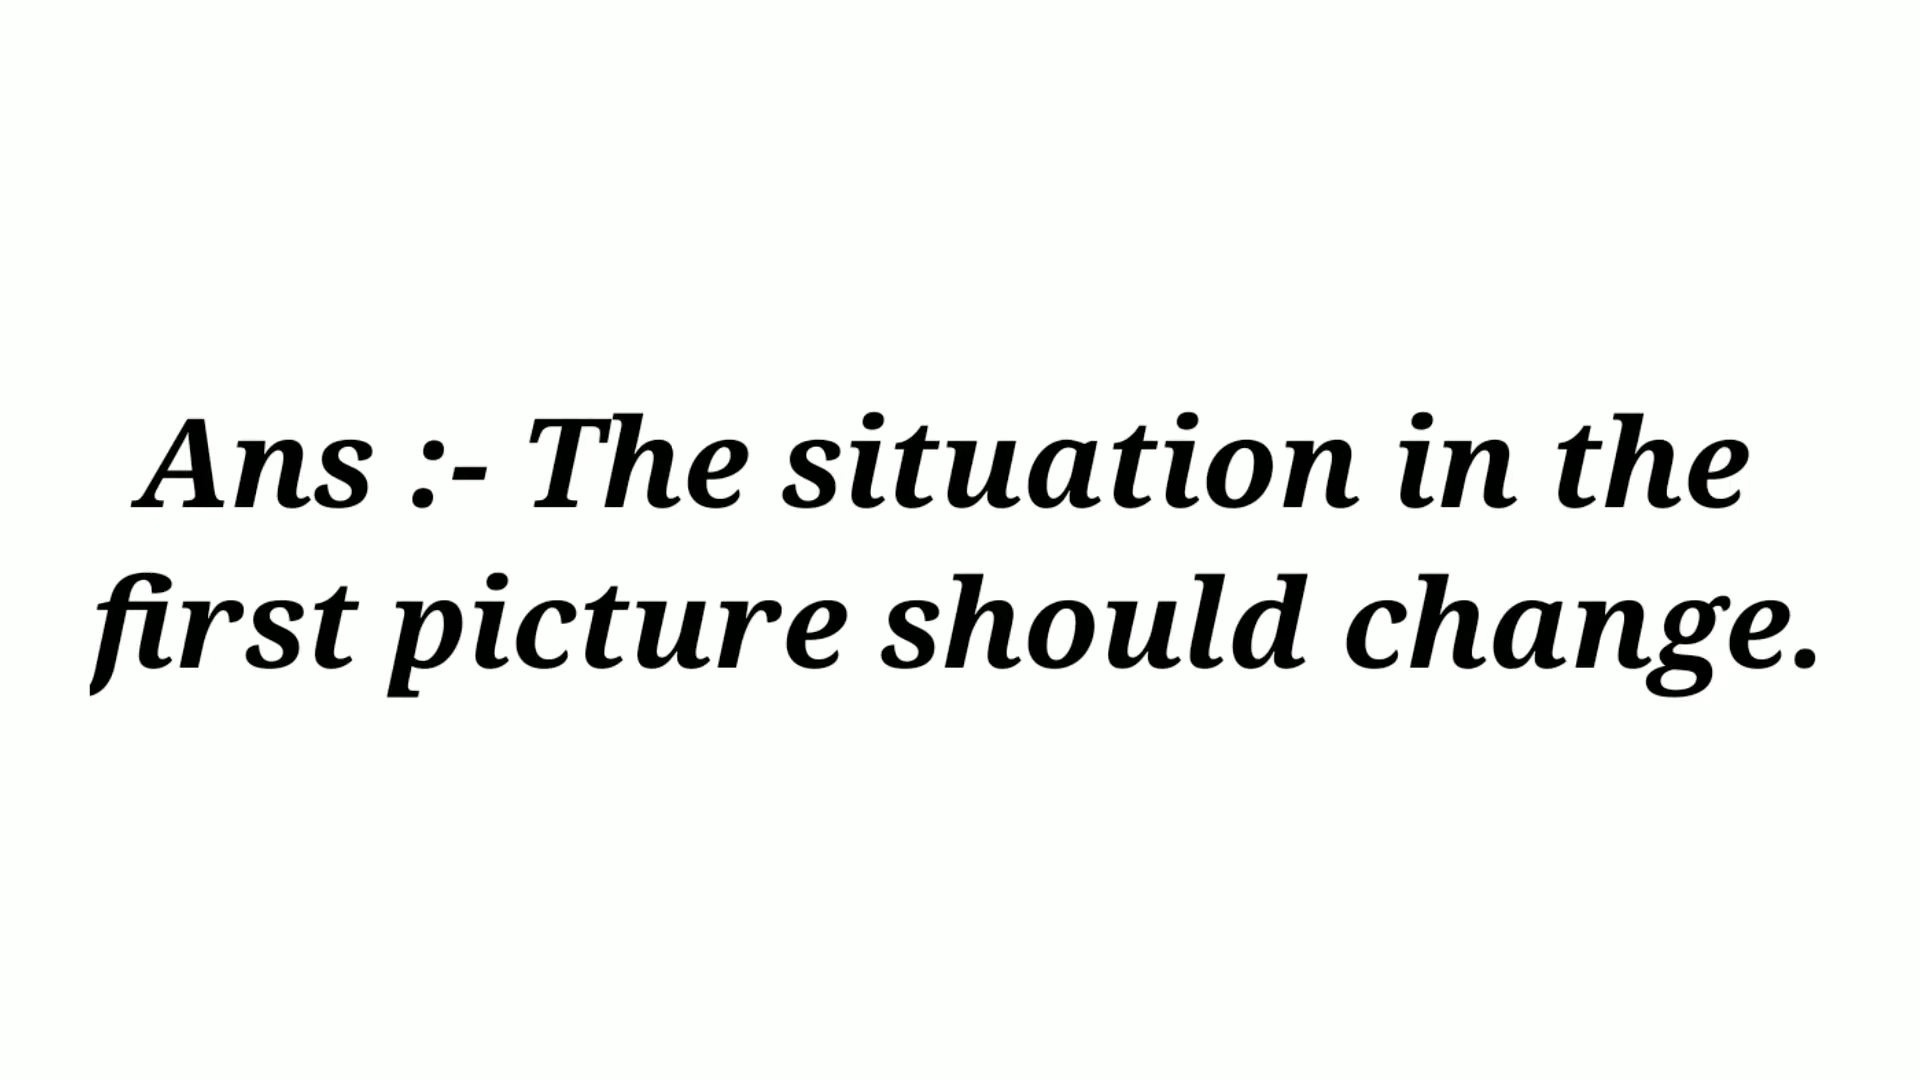 Ans :- The situation in the
first picture should change.